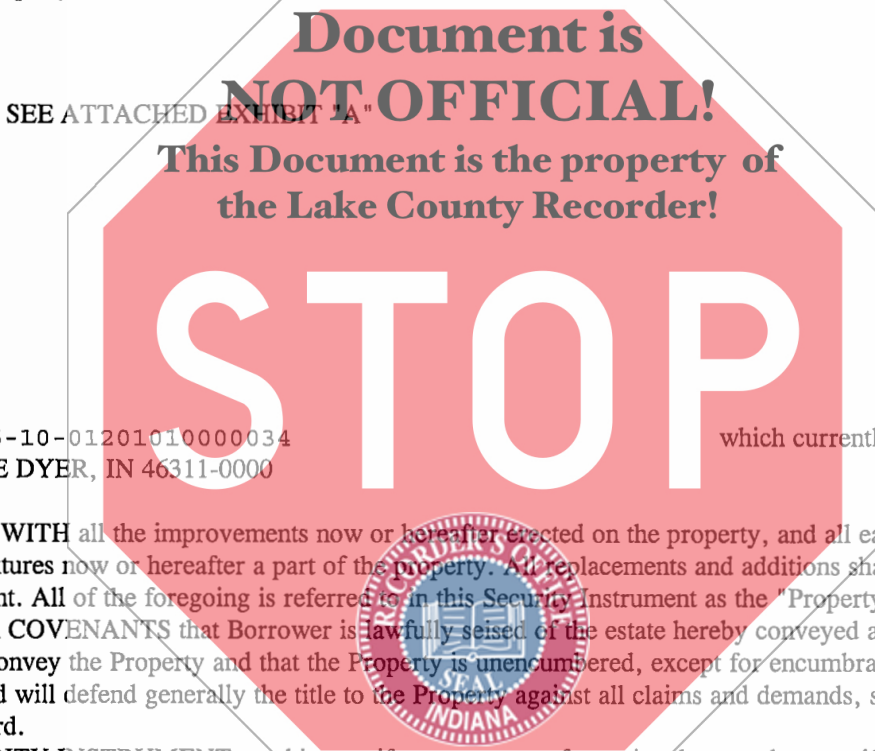 Document is
NOT OFFICIAL!
SEE ATTACHED EXHIBIT "A"
This Document is the property of
the Lake County Recorder!
STOP
-10-01201010000034
which currentl
E DYER, IN 46311-0000
WITH all the improvements now or hereafter erected on the property, and all ea
tures now or hereafter a part of the property. All replacements and additions sha
nt. All of the foregoing is referred to in this Security Instrument as the "Property
COVENANTS that Borrower is lawfully seised of the estate hereby conveyed a
onvey the Property and that the Property is unencumbered, except for encumbra
d will defend generally the title to the Property against all claims and demands, s
rd.
RECORDER'S OFFICE
SEAL
INDIANA